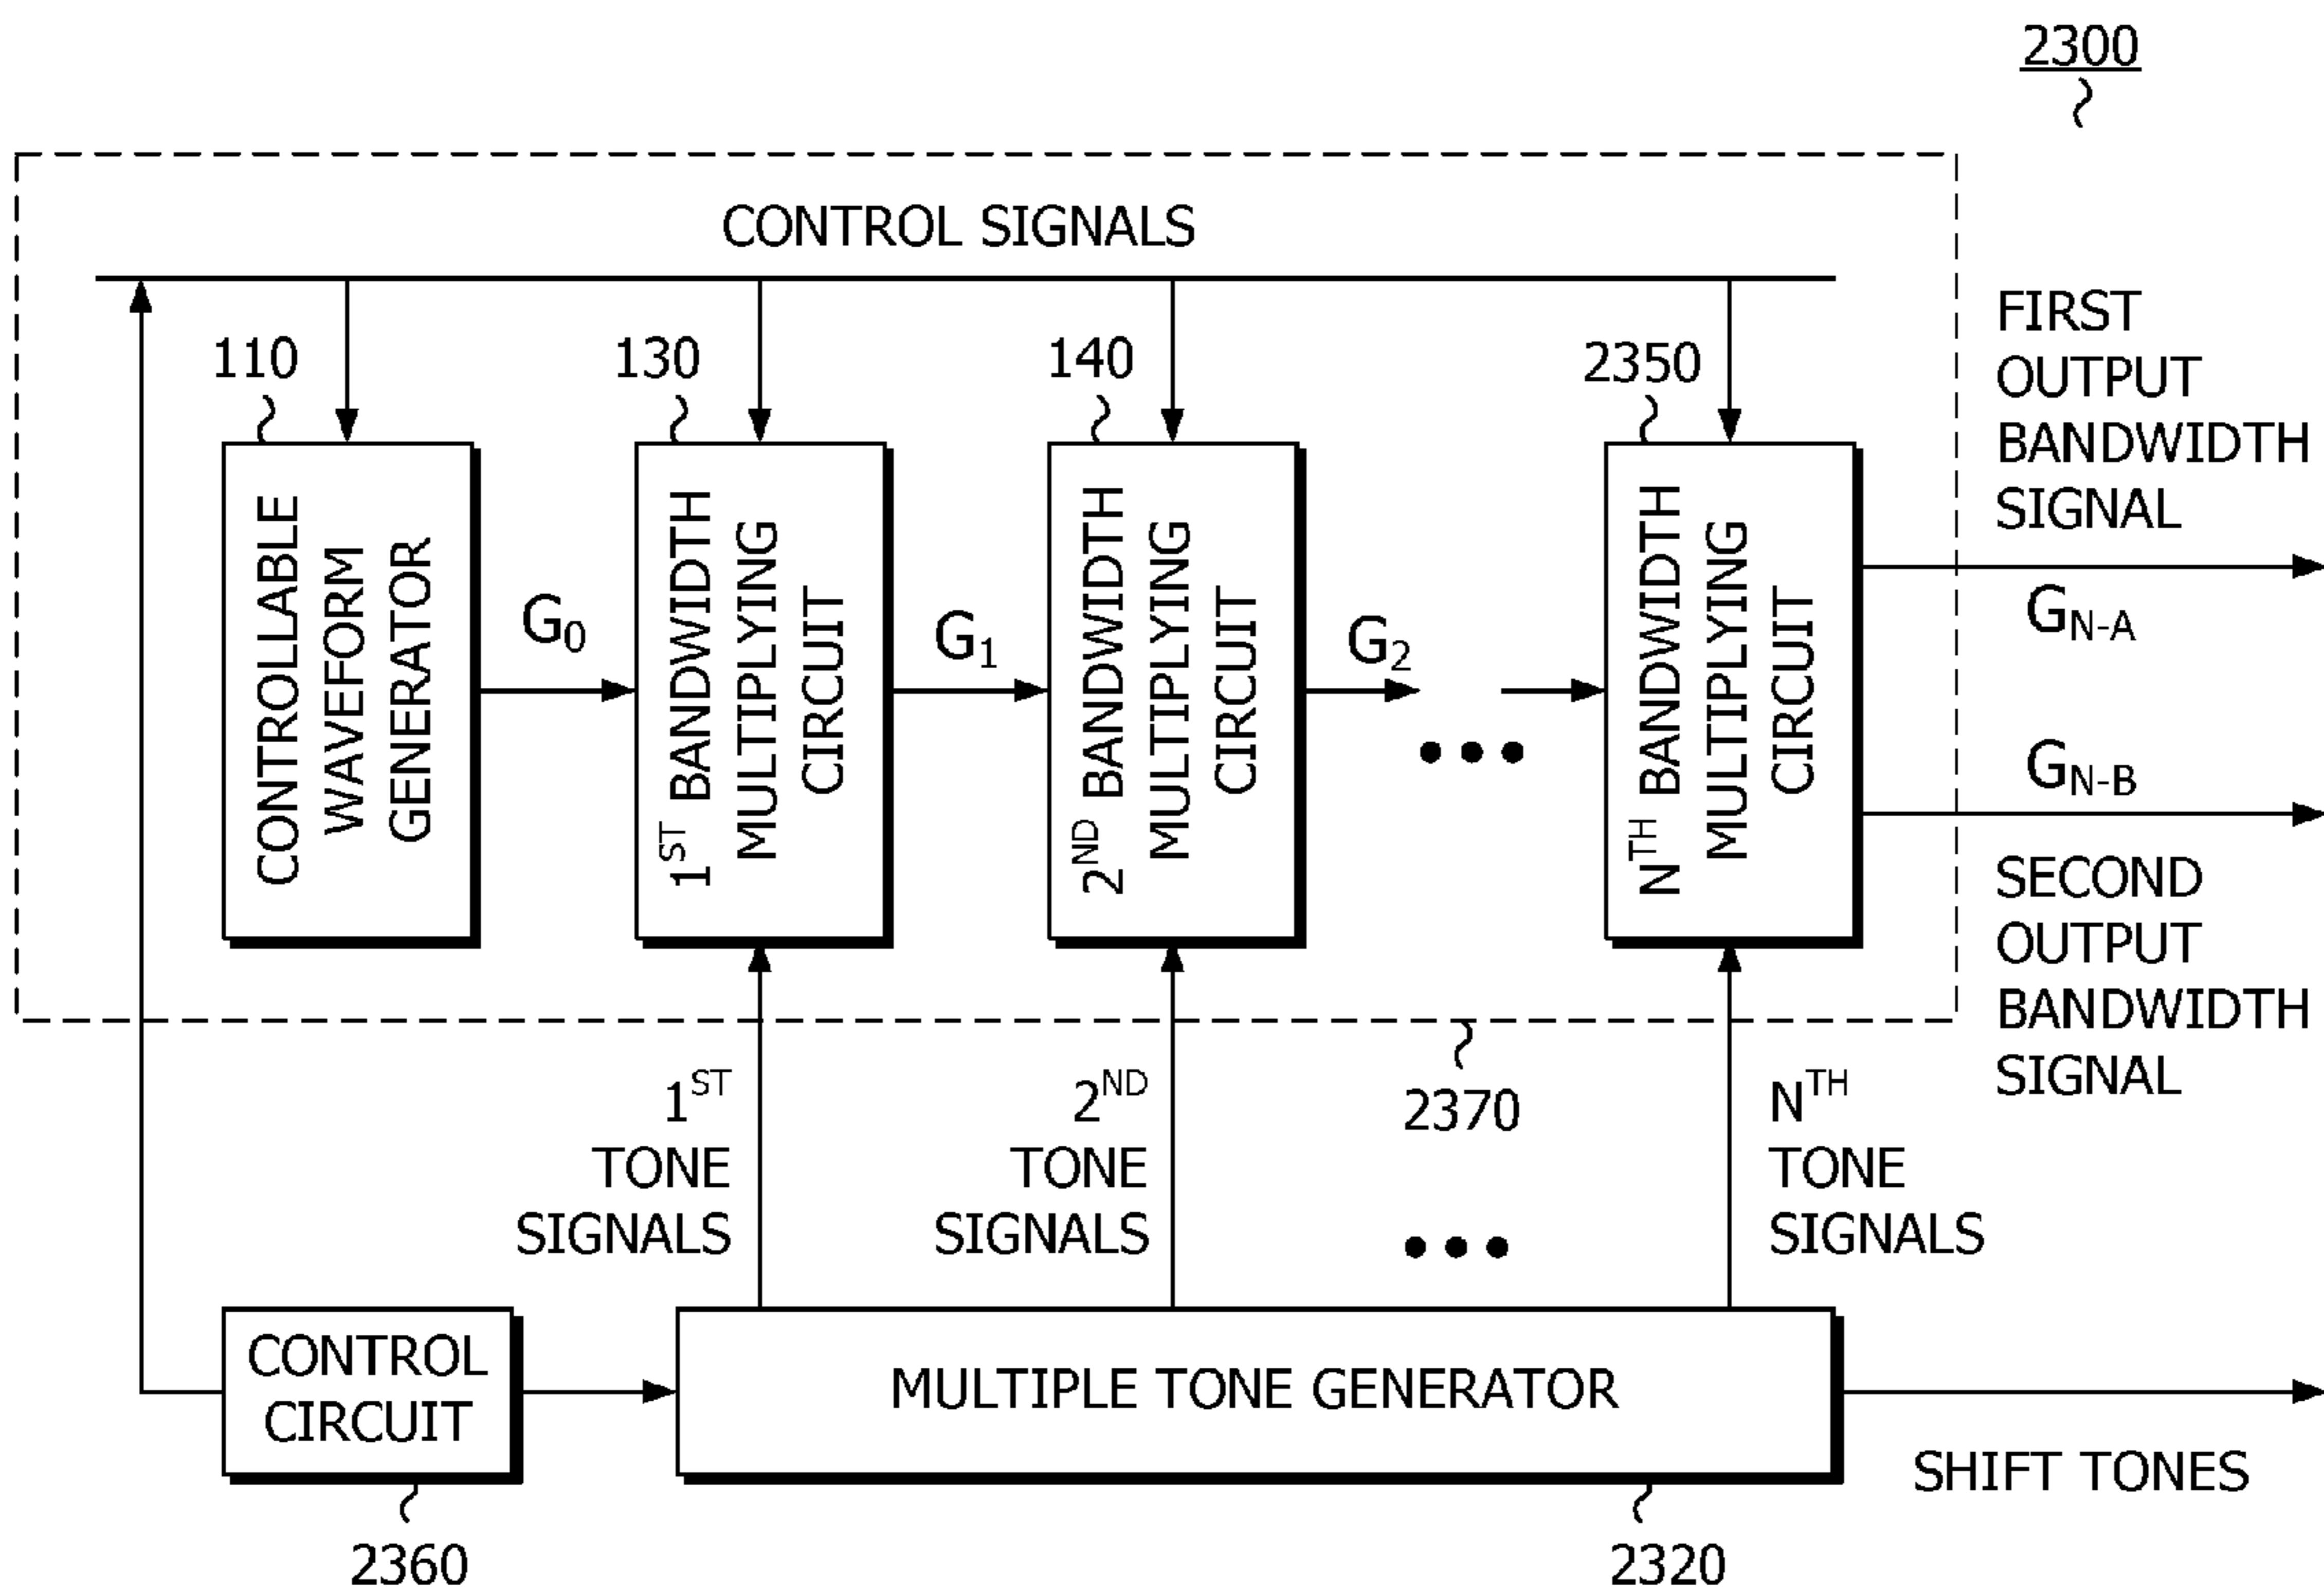 2300
CONTROL SIGNALS
110
130
140
2350
FIRST
OUTPUT
BANDWIDTH
SIGNAL
CONTROLLABLE
WAVEFORM
GENERATOR
G0
1ST BANDWIDTH
MULTIPLYING
CIRCUIT
G1
2ND BANDWIDTH
MULTIPLYING
CIRCUIT
G2
•••
NTH BANDWIDTH
MULTIPLYING
CIRCUIT
GN-A
GN-B
SECOND
OUTPUT
BANDWIDTH
SIGNAL
1ST
TONE
SIGNALS
2ND
TONE
SIGNALS
2370
•••
NTH
TONE
SIGNALS
CONTROL
CIRCUIT
MULTIPLE TONE GENERATOR
SHIFT TONES
2360
2320